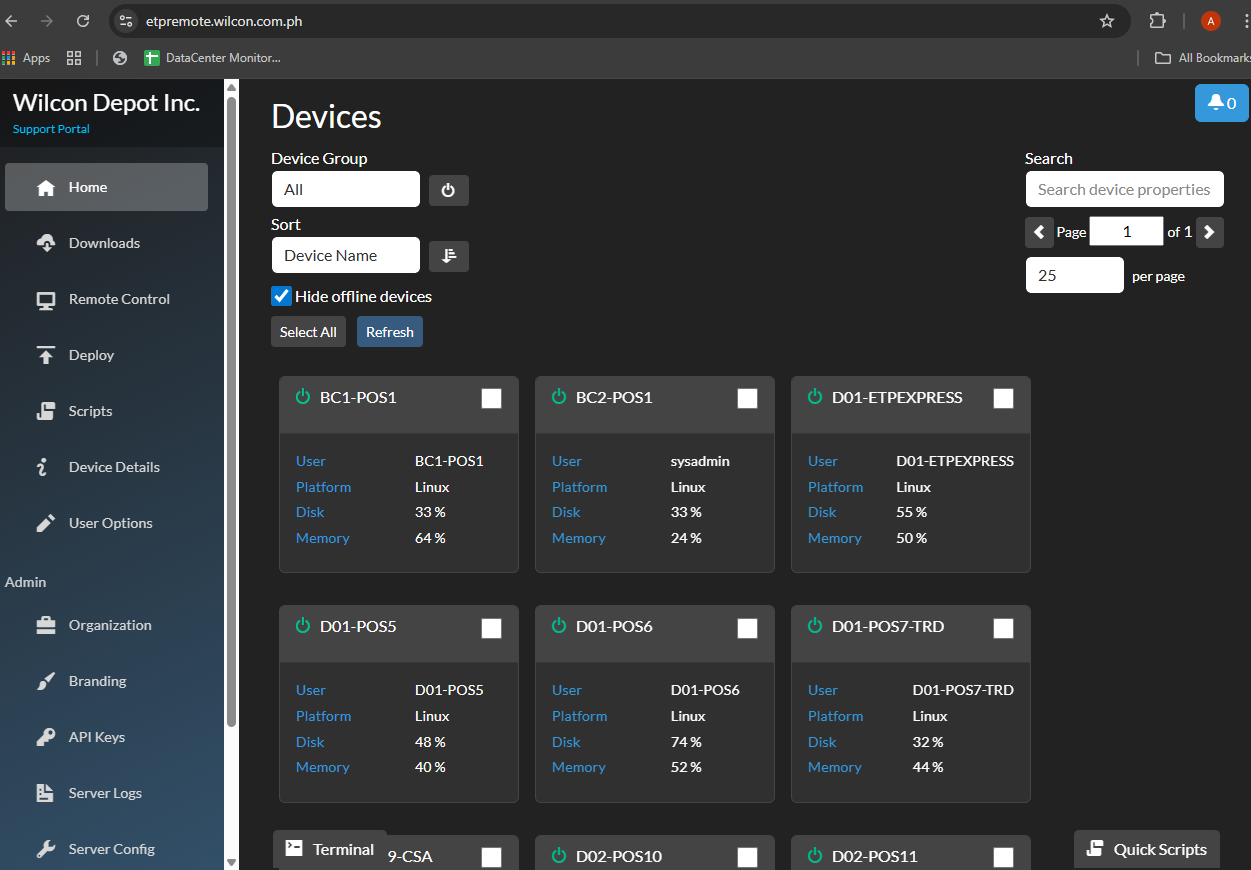 etpremote.wilcon.com.ph
A
Apps
DataCenter Monitor...
All Bookmarks
Wilcon Depot Inc.
Support Portal
Home
Downloads
Remote Control
Deploy
Scripts
Device Details
User Options
Admin
Organization
Branding
API Keys
Server Logs
Server Config
Devices
0
Device Group
All
Sort
Device Name
Hide offline devices
Select All Refresh
Search
Search device properties
Page 1 of 1
25 per page
BC1-POS1
User BC1-POS1
Platform Linux
Disk 33 %
Memory 64 %
BC2-POS1
User sysadmin
Platform Linux
Disk 33 %
Memory 24 %
D01-ETPEXPRESS
User D01-ETPEXPRESS
Platform Linux
Disk 55 %
Memory 50 %
D01-POS5
User D01-POS5
Platform Linux
Disk 48 %
Memory 40 %
D01-POS6
User D01-POS6
Platform Linux
Disk 74 %
Memory 52 %
D01-POS7-TRD
User D01-POS7-TRD
Platform Linux
Disk 32 %
Memory 44 %
Terminal
9-CSA
D02-POS10
D02-POS11
Quick Scripts